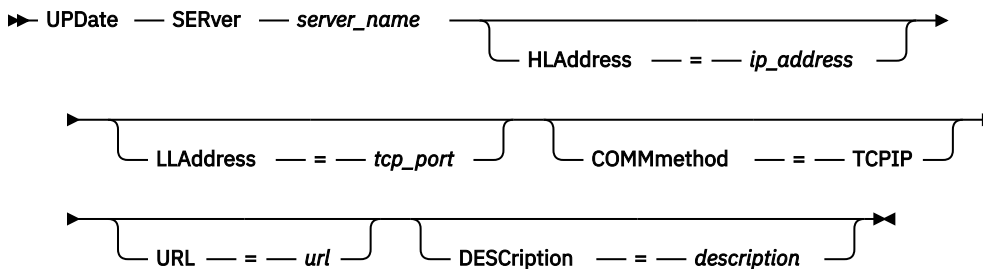 UPDate SERver server_name
HLAddress = ip_address
LLAddress = tcp_port COMMmethod = TCPIP
URL = url DESCription = description